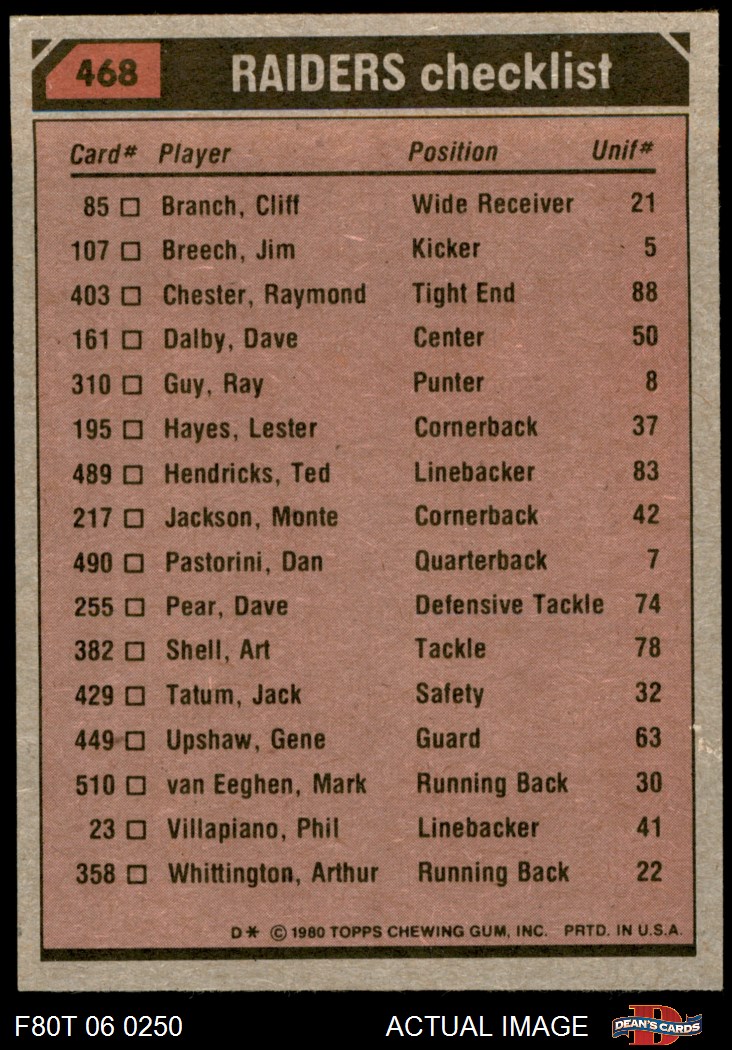 468 RAIDERS checklist
Card# Player Position Unif#
85 □ Branch, Cliff Wide Receiver 21
107 □ Breech, Jim Kicker 5
403 □ Chester, Raymond Tight End 88
161 □ Dalby, Dave Center 50
310 □ Guy, Ray Punter 8
195 □ Hayes, Lester Cornerback 37
489 □ Hendricks, Ted Linebacker 83
217 □ Jackson, Monte Cornerback 42
490 □ Pastorini, Dan Quarterback 7
255 □ Pear, Dave Defensive Tackle 74
382 □ Shell, Art Tackle 78
429 □ Tatum, Jack Safety 32
449 □ Upshaw, Gene Guard 63
510 □ van Eeghen, Mark Running Back 30
23 □ Villapiano, Phil Linebacker 41
358 □ Whittington, Arthur Running Back 22
D* © 1980 TOPPS CHEWING GUM, INC. PRTD. IN U.S.A.
F80T 06 0250 ACTUAL IMAGE D DEAN'S CARDS